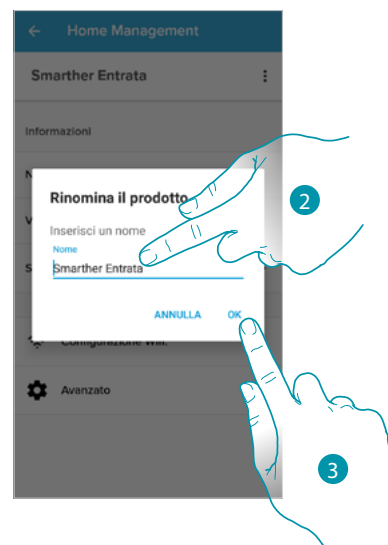 Home Management
Smarther Entrata
Informazioni
N
Rinomina il prodotto
V
Inserisci un nome
Nome
S
Smarther Entrata
ANNULLA OK
Configurazione Wifi.
Avanzato
2
3